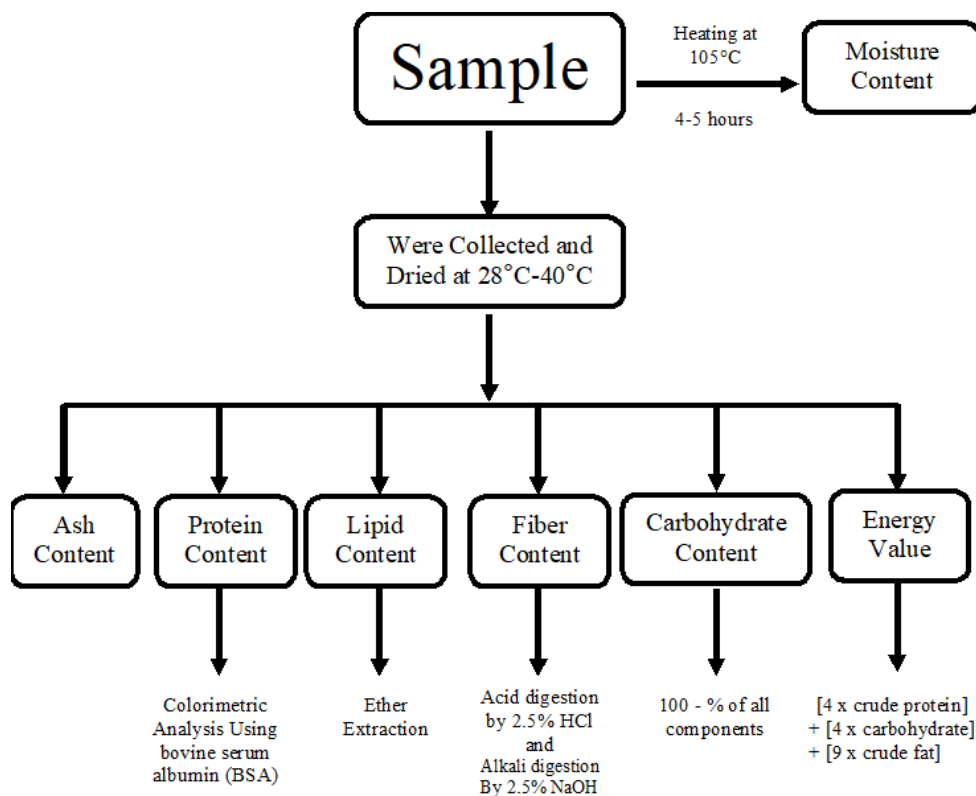 Sample
Heating at
105°C
4-5 hours
Moisture
Content
Were Collected and
Dried at 28°C-40°C
Ash
Content
Protein
Content
Lipid
Content
Fiber
Content
Carbohydrate
Content
Energy
Value
Colorimetric
Analysis Using
bovine serum
albumin (BSA)
Ether
Extraction
Acid digestion
by 2.5% HCl
and
Alkali digestion
By 2.5% NaOH
100 - % of all
components
[4 x crude protein]
+ [4 x carbohydrate]
+ [9 x crude fat]